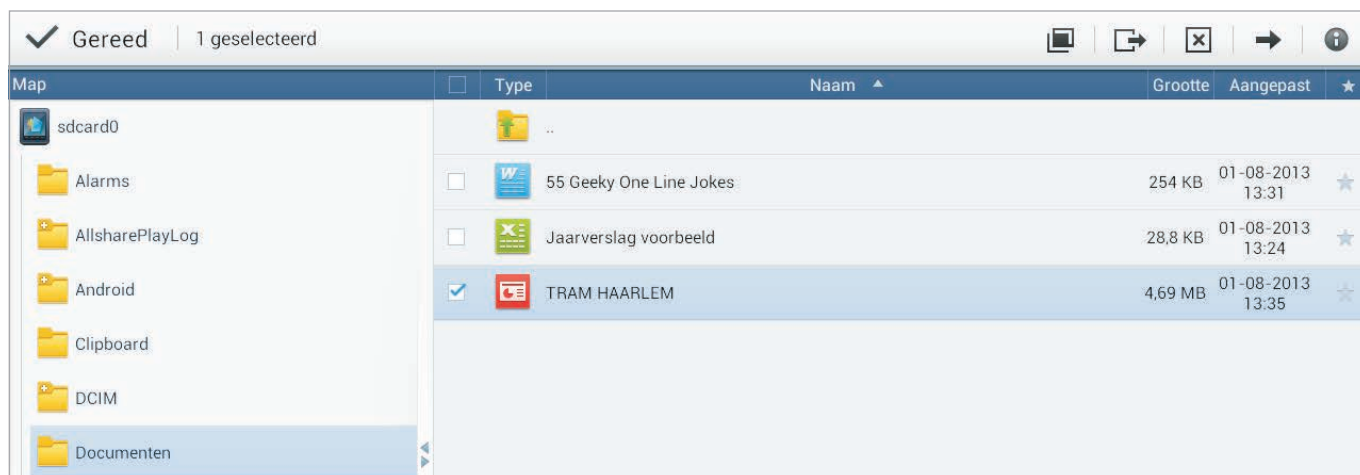 Gereed 1 geselecteerd
Map Type Naam Grootte Aangepast
sdcard0
..
Alarms
55 Geeky One Line Jokes 254 KB 01-08-2013
13:31
AllsharePlayLog
Jaarverslag voorbeeld 28,8 KB 01-08-2013
13:24
Android
TRAM HAARLEM 4,69 MB 01-08-2013
13:35
Clipboard
DCIM
Documenten